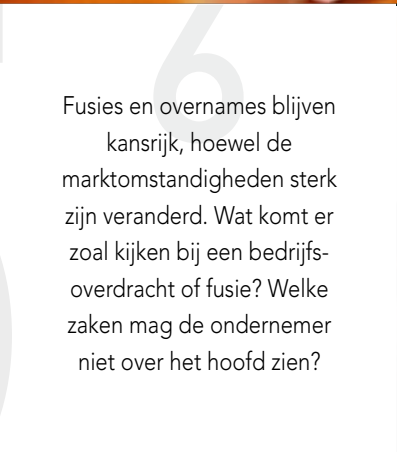 6
Fusies en overnames blijven
kansrijk, hoewel de
marktomstandigheden sterk
zijn veranderd. Wat komt er
zoal kijken bij een bedrijfs-
overdracht of fusie? Welke
zaken mag de ondernemer
niet over het hoofd zien?